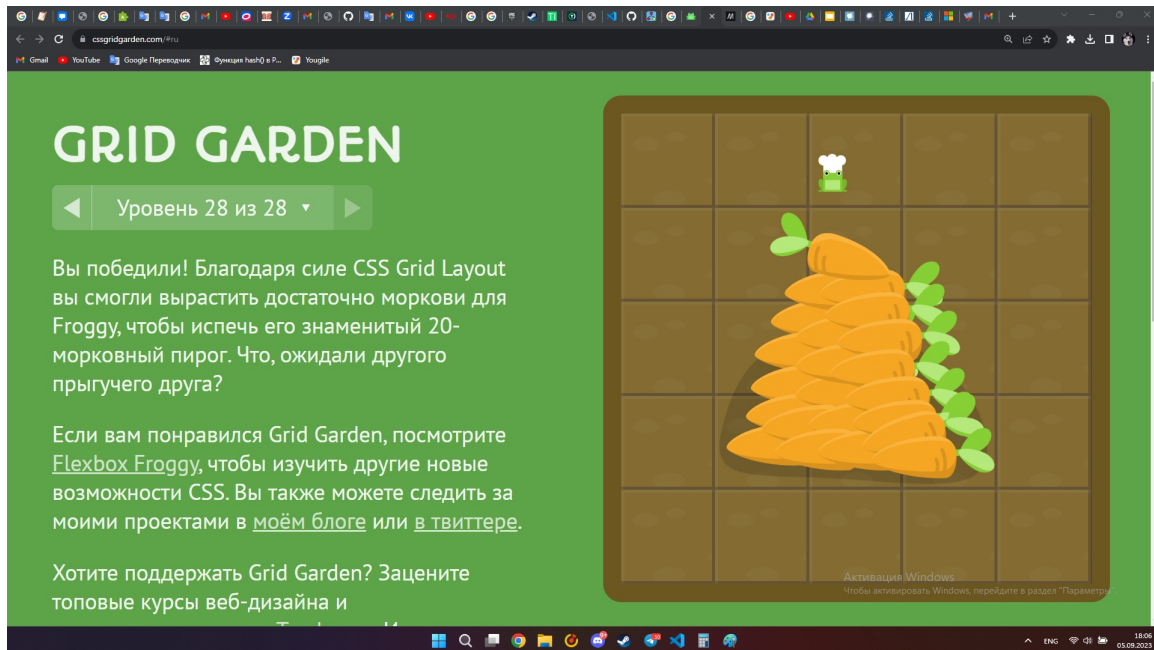 cssgridgarden.com/#ru
Gmail YouTube Google Переводчик Функция hash() в P... Yougile
GRID GARDEN
Уровень 28 из 28
Вы победили! Благодаря силе CSS Grid Layout
вы смогли вырастить достаточно моркови для
Froggy, чтобы испечь его знаменитый 20-
морковный пирог. Что, ожидали другого
прыгучего друга?
Если вам понравился Grid Garden, посмотрите
Flexbox Froggy, чтобы изучить другие новые
возможности CSS. Вы также можете следить за
моими проектами в моём блоге или в твиттере.
Хотите поддержать Grid Garden? Зацените
топовые курсы веб-дизайна и
Активация Windows
Чтобы активировать Windows, перейдите в раздел "Параметры".
ENG
18:06
05.09.2023